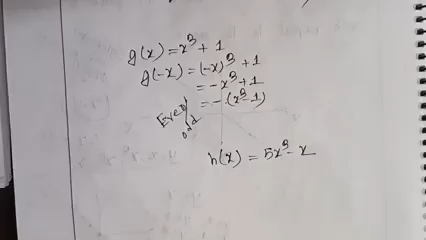 g(x) = x³ + 1
g(-x) = (-x)³ + 1
= -x³ + 1
= -(x³-1)
Even/
odd
h(x) = 5x³ - x